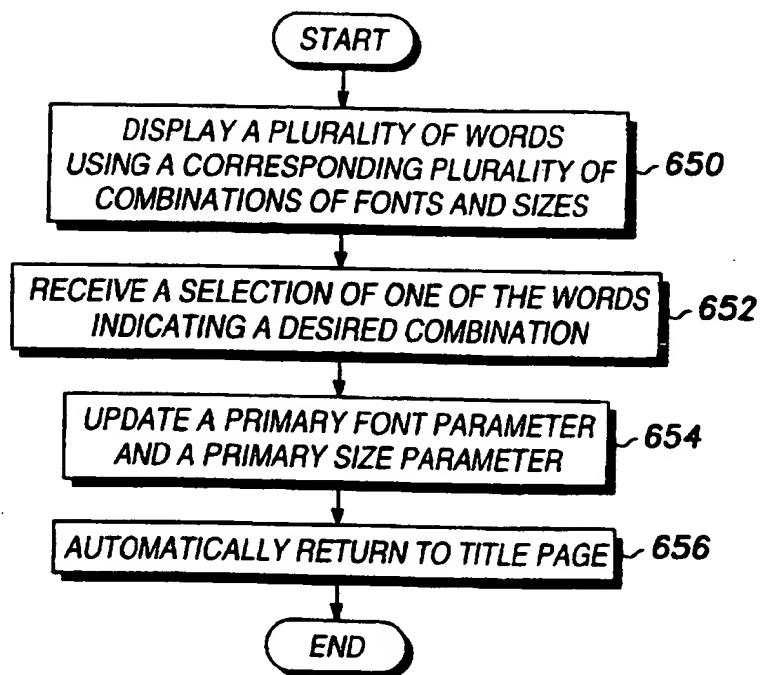 START
DISPLAY A PLURALITY OF WORDS
USING A CORRESPONDING PLURALITY OF
COMBINATIONS OF FONTS AND SIZES
650
RECEIVE A SELECTION OF ONE OF THE WORDS
INDICATING A DESIRED COMBINATION
652
UPDATE A PRIMARY FONT PARAMETER
AND A PRIMARY SIZE PARAMETER
654
AUTOMATICALLY RETURN TO TITLE PAGE
656
END